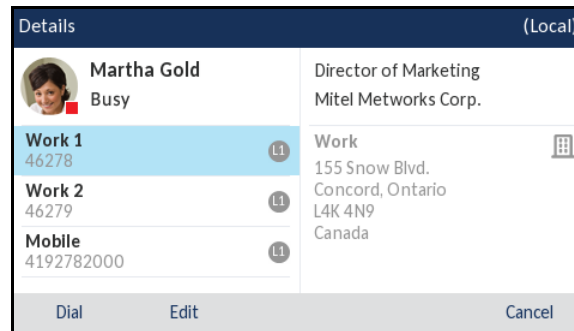 Details (Local)
Martha Gold
Busy
Work 1
46278
L1
Work 2
46279
L1
Mobile
4192782000
L1
Director of Marketing
Mitel Metworks Corp.
Work
155 Snow Blvd.
Concord, Ontario
L4K 4N9
Canada
Dial Edit Cancel